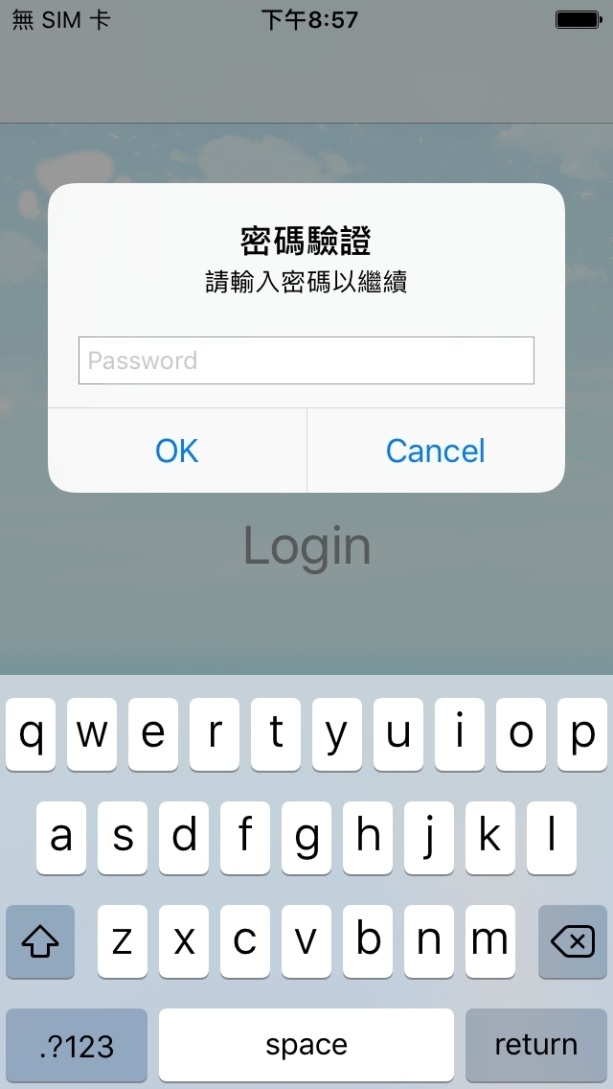 無 SIM 卡 下午8:57
密碼驗證
請輸入密碼以繼續
Password
OK Cancel
Login
q w e r t y u i o p
a s d f g h j k l
z x c v b n m
.?123 space return